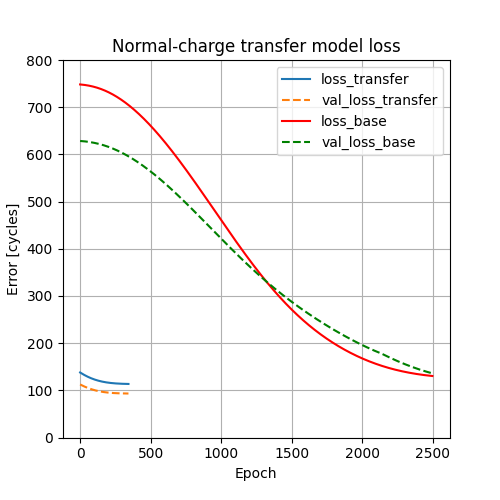 Normal-charge transfer model loss
800
700
600
500
400
300
200
100
0
Error [cycles]
loss_transfer
val_loss_transfer
loss_base
val_loss_base
0 500 1000 1500 2000 2500
Epoch